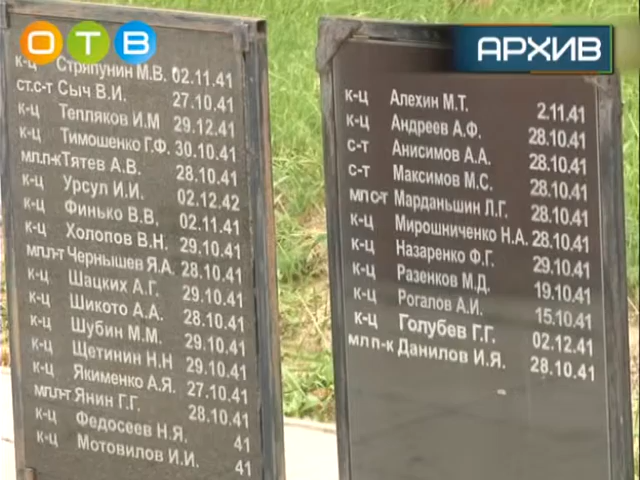 ОТВ
АРХИВ
к-ц Стряпунин М.В. 02.11.41
ст.с-т Сыч В.И. 27.10.41
к-ц Тепляков И.М 29.12.41
к-ц Тимошенко Г.Ф. 30.10.41
мл.п-к Тятев А.В. 28.10.41
к-ц Урсул И.И. 02.12.42
к-ц Финько В.В. 02.11.41
к-ц Холопов В.Н. 29.10.41
мл.л-т Чернышев Я.А. 28.10.41
к-ц Шацких А.Г. 29.10.41
к-ц Шикото А.А. 28.10.41
к-ц Шубин М.М. 29.10.41
к-ц Щетинин Н.Н 29.10.41
к-ц Якименко А.Я. 27.10.41
мл.л-т Янин Г.Г. 28.10.41
к-ц Федосеев Н.Я. 41
к-ц Мотовилов И.И. 41
к-ц Алехин М.Т. 2.11.41
к-ц Андреев А.Ф. 28.10.41
с-т Анисимов А.А. 28.10.41
с-т Максимов М.С. 28.10.41
мл с-т Марданьшин Л.Г. 28.10.41
к-ц Мирошниченко Н.А. 28.10.41
к-ц Назаренко Ф.Г. 29.10.41
к-ц Разенков М.Д. 19.10.41
к-ц Рогалов А.И. 15.10.41
к-ц Голубев Г.Г. 02.12.41
мл п-к Данилов И.Я. 28.10.41